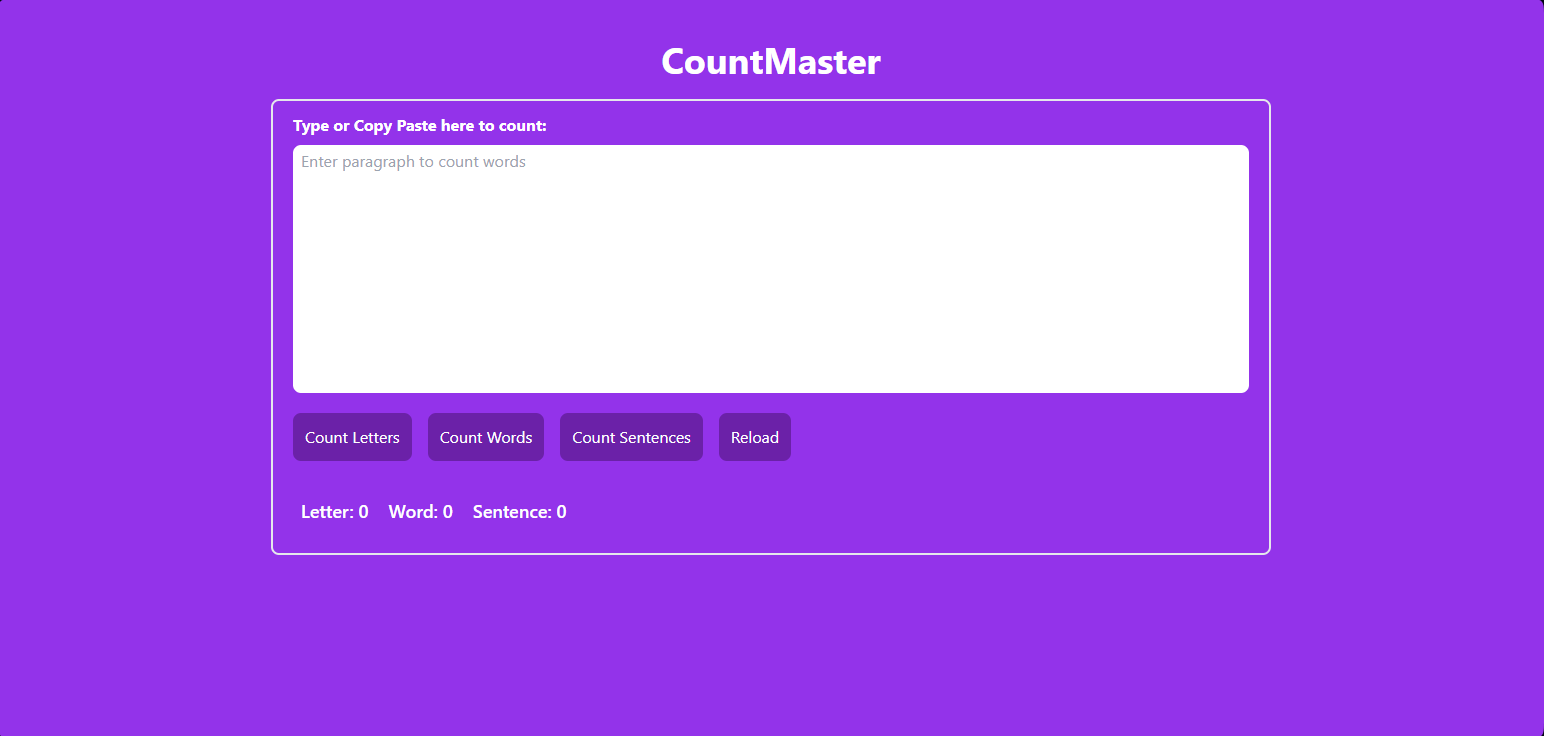 CountMaster
Type or Copy Paste here to count:
Enter paragraph to count words
Count Letters Count Words Count Sentences Reload
Letter: 0 Word: 0 Sentence: 0